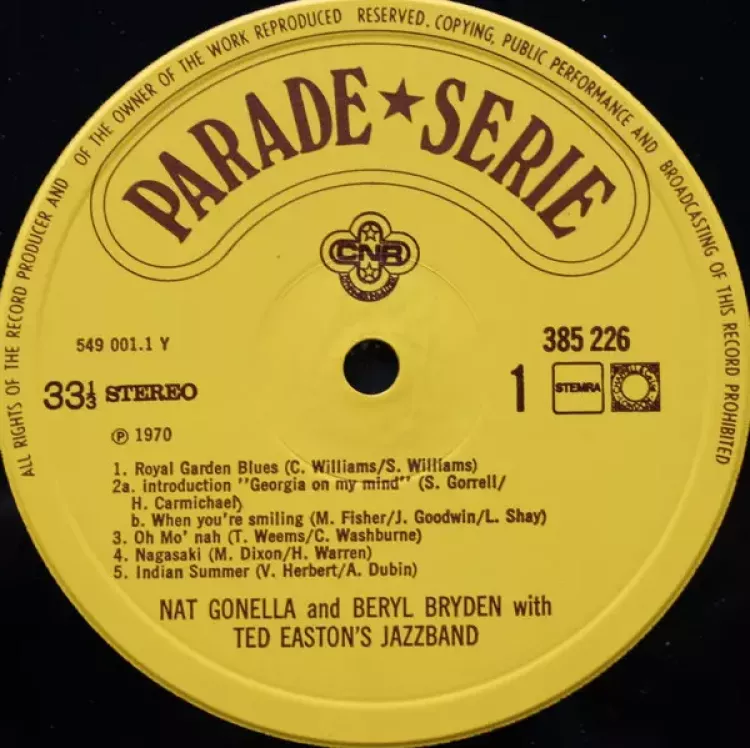 ALL RIGHTS OF THE RECORD PRODUCER AND OF THE OWNER OF THE WORK REPRODUCED RESERVED. COPYING, PUBLIC PERFORMANCE AND BROADCASTING OF THIS RECORD PROHIBITED
PARADE ★ SERIE
CNR
549 001.1 Y
385 226
33⅓ STEREO
1 STEMRA
℗ 1970
1. Royal Garden Blues (C. Williams/S. Williams)
2a. introduction "Georgia on my mind" (S. Gorrell/
H. Carmichael)
b. When you're smiling (M. Fisher/J. Goodwin/L. Shay)
3. Oh Mo' nah (T. Weems/C. Washburne)
4. Nagasaki (M. Dixon/H. Warren)
5. Indian Summer (V. Herbert/A. Dubin)
NAT GONELLA and BERYL BRYDEN with
TED EASTON'S JAZZBAND